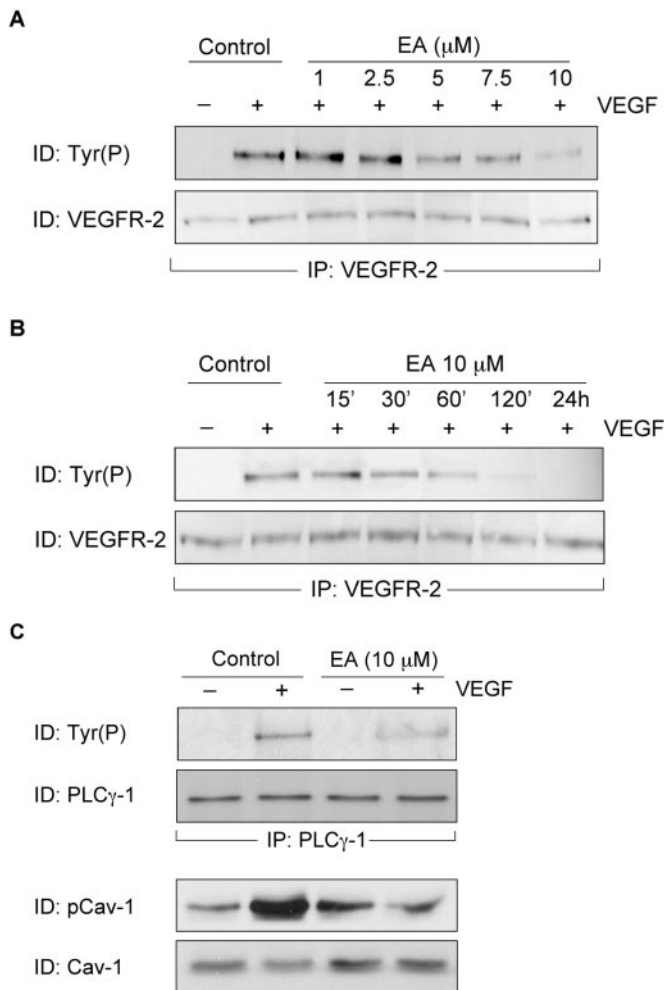 A
Control EA (μM)
1 2.5 5 7.5 10
– + + + + + + VEGF
ID: Tyr(P)
ID: VEGFR-2
IP: VEGFR-2
B
Control EA 10 μM
15’ 30’ 60’ 120’ 24h
– + + + + + + VEGF
ID: Tyr(P)
ID: VEGFR-2
IP: VEGFR-2
C
Control EA (10 μM)
– + – + VEGF
ID: Tyr(P)
ID: PLCγ-1
IP: PLCγ-1
ID: pCav-1
ID: Cav-1